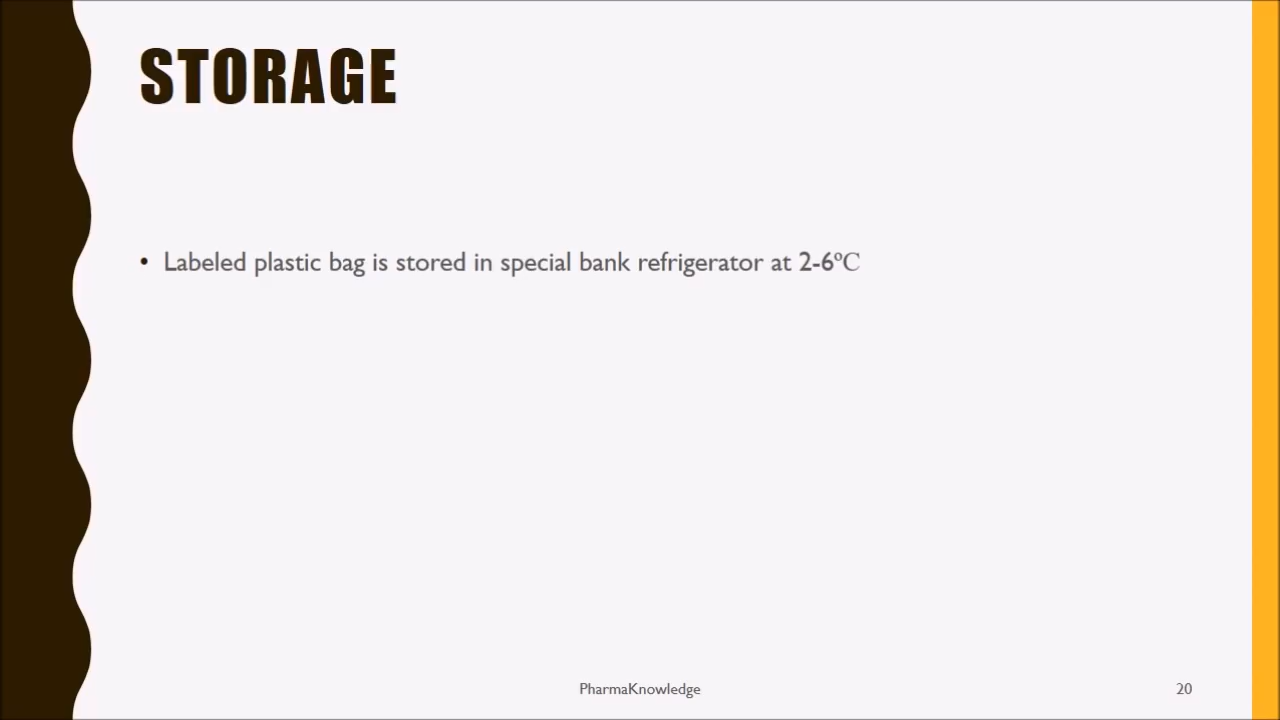 STORAGE
• Labeled plastic bag is stored in special bank refrigerator at 2-6ºC
PharmaKnowledge
20